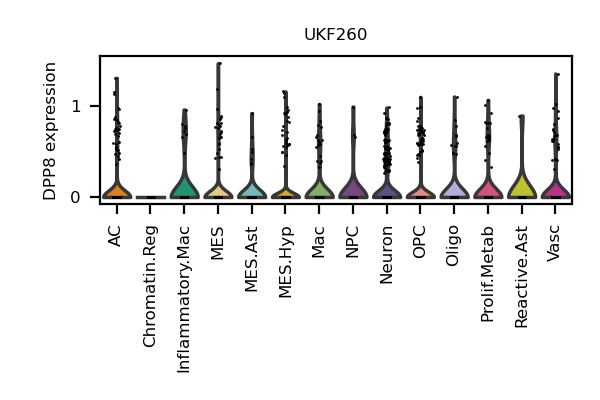 UKF260
DPP8 expression
1
0
AC
Chromatin.Reg
Inflammatory.Mac
MES
MES.Ast
MES.Hyp
Mac
NPC
Neuron
OPC
Oligo
Prolif.Metab
Reactive.Ast
Vasc